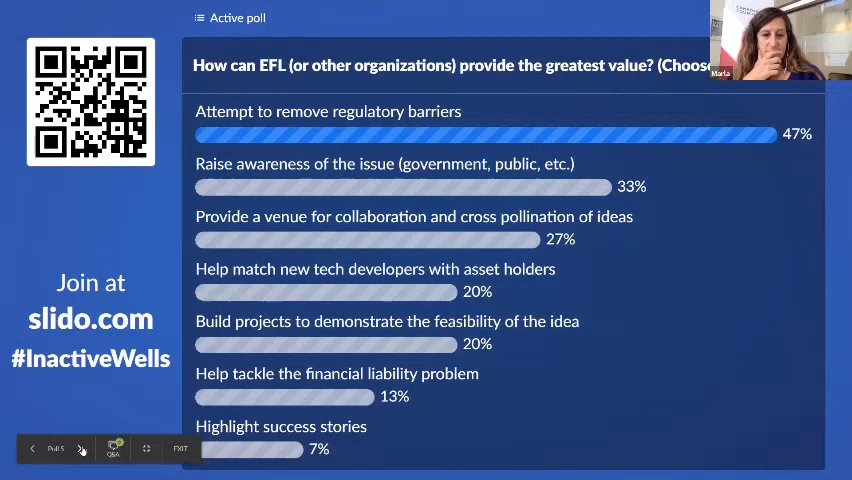 Active poll
How can EFL (or other organizations) provide the greatest value? (Choose
Attempt to remove regulatory barriers
47%
Raise awareness of the issue (government, public, etc.)
33%
Provide a venue for collaboration and cross pollination of ideas
27%
Help match new tech developers with asset holders
20%
Build projects to demonstrate the feasibility of the idea
20%
Help tackle the financial liability problem
13%
Highlight success stories
7%
Join at
slido.com
#InactiveWells
Poll 5
Q&A
EXIT
Marla